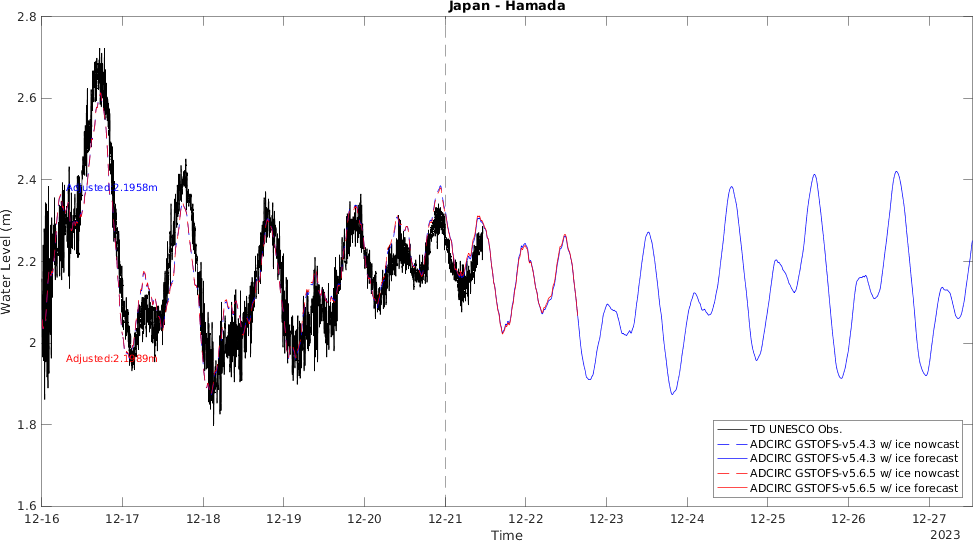 Japan - Hamada
Water Level (m)
2.8
2.6
2.4
2.2
2
1.8
1.6
Adjusted:2.1958m
TD UNESCO Obs.
ADCIRC GSTOFS-v5.4.3 w/ ice nowcast
ADCIRC GSTOFS-v5.4.3 w/ ice forecast
ADCIRC GSTOFS-v5.6.5 w/ ice nowcast
ADCIRC GSTOFS-v5.6.5 w/ ice forecast
12-16 12-17 12-18 12-19 12-20 12-21 12-22 12-23 12-24 12-25 12-26 12-27
Time
2023